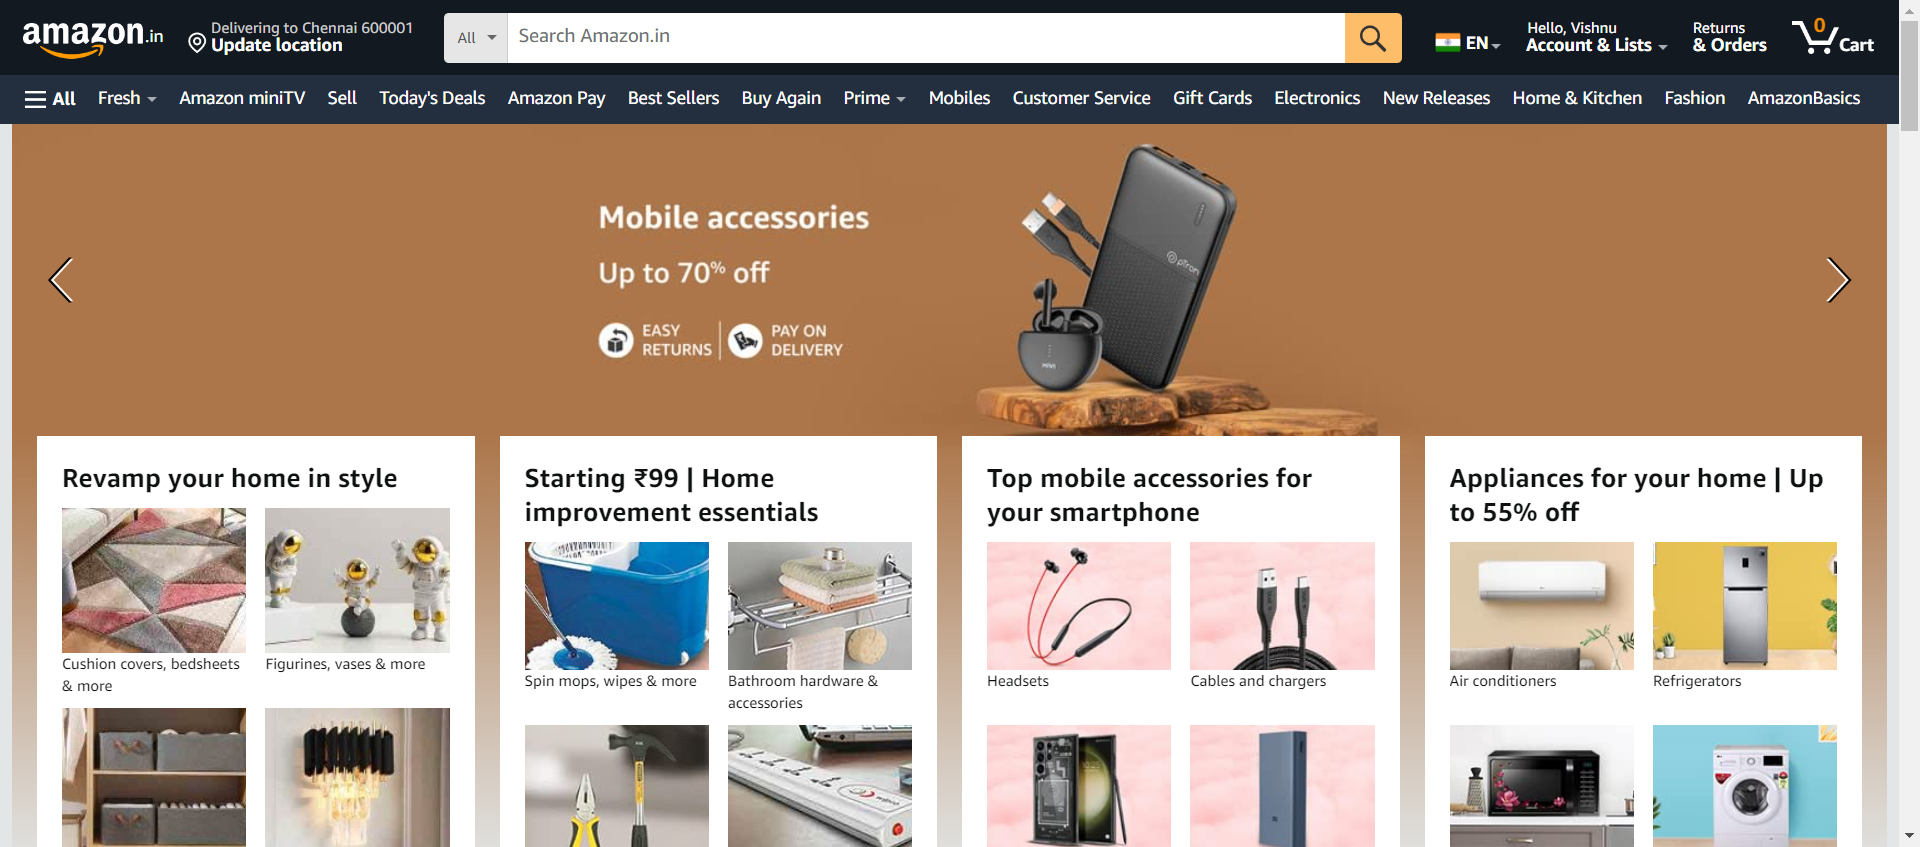 amazon.in
Delivering to Chennai 600001
Update location
All
Search Amazon.in
EN
Hello, Vishnu
Account & Lists
Returns
& Orders
0
Cart
All
Fresh
Amazon miniTV
Sell
Today's Deals
Amazon Pay
Best Sellers
Buy Again
Prime
Mobiles
Customer Service
Gift Cards
Electronics
New Releases
Home & Kitchen
Fashion
AmazonBasics
Mobile accessories
Up to 70% off
EASY
RETURNS
PAY ON
DELIVERY
pTron
Revamp your home in style
Cushion covers, bedsheets
& more
Figurines, vases & more
Starting ₹99 | Home
improvement essentials
Spin mops, wipes & more
Bathroom hardware &
accessories
Top mobile accessories for
your smartphone
Headsets
Cables and chargers
Appliances for your home | Up
to 55% off
Air conditioners
Refrigerators